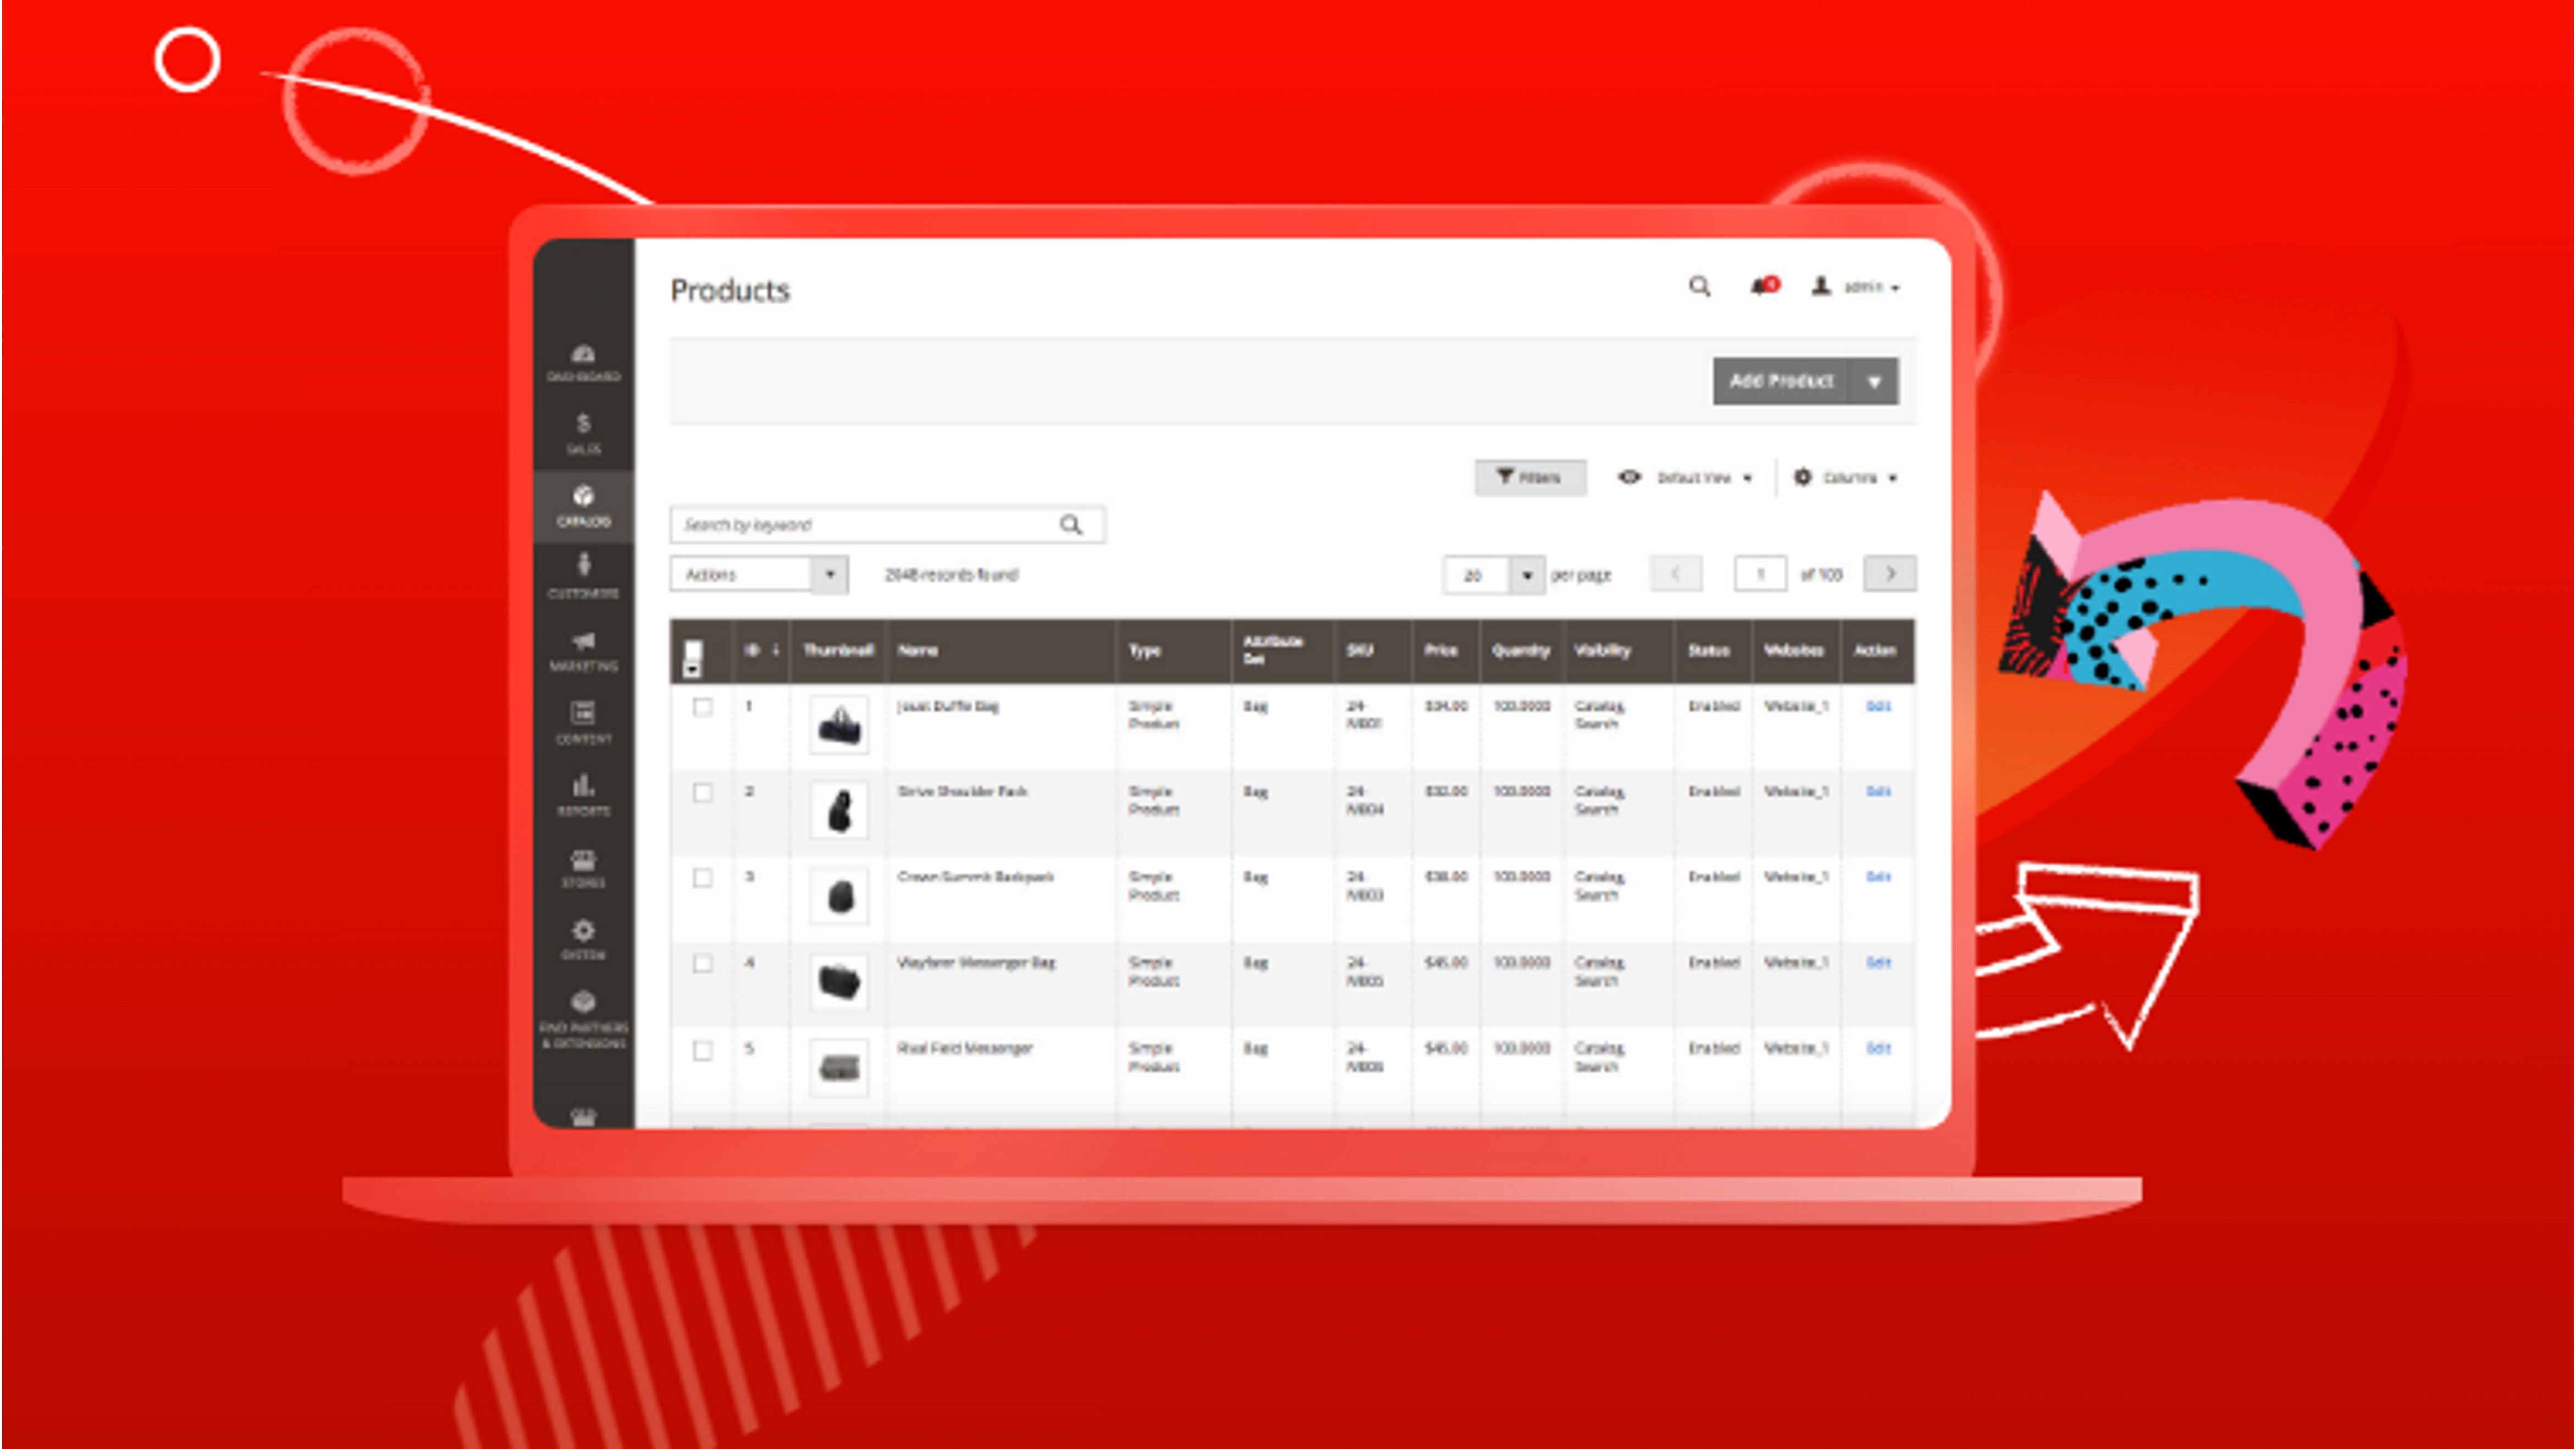 Products
admin
Add Product
DASHBOARD
SALES
CATALOG
CUSTOMERS
MARKETING
CONTENT
REPORTS
STORES
SYSTEM
FIND PARTNERS
& EXTENSIONS
Filters Default View Columns
Search by keyword
Actions 2048 records found 20 per page 1 of 103
ID Thumbnail Name Type Attribute Set SKU Price Quantity Visibility Status Websites Action
1 Joust Duffle Bag Simple Product Bag 24-MB01 $34.00 100.0000 Catalog, Search Enabled Website_1 Edit
2 Strive Shoulder Pack Simple Product Bag 24-MB04 $32.00 100.0000 Catalog, Search Enabled Website_1 Edit
3 Crown Summit Backpack Simple Product Bag 24-MB03 $38.00 100.0000 Catalog, Search Enabled Website_1 Edit
4 Wayfarer Messenger Bag Simple Product Bag 24-MB05 $45.00 100.0000 Catalog, Search Enabled Website_1 Edit
5 Rival Field Messenger Simple Product Bag 24-MB06 $45.00 100.0000 Catalog, Search Enabled Website_1 Edit